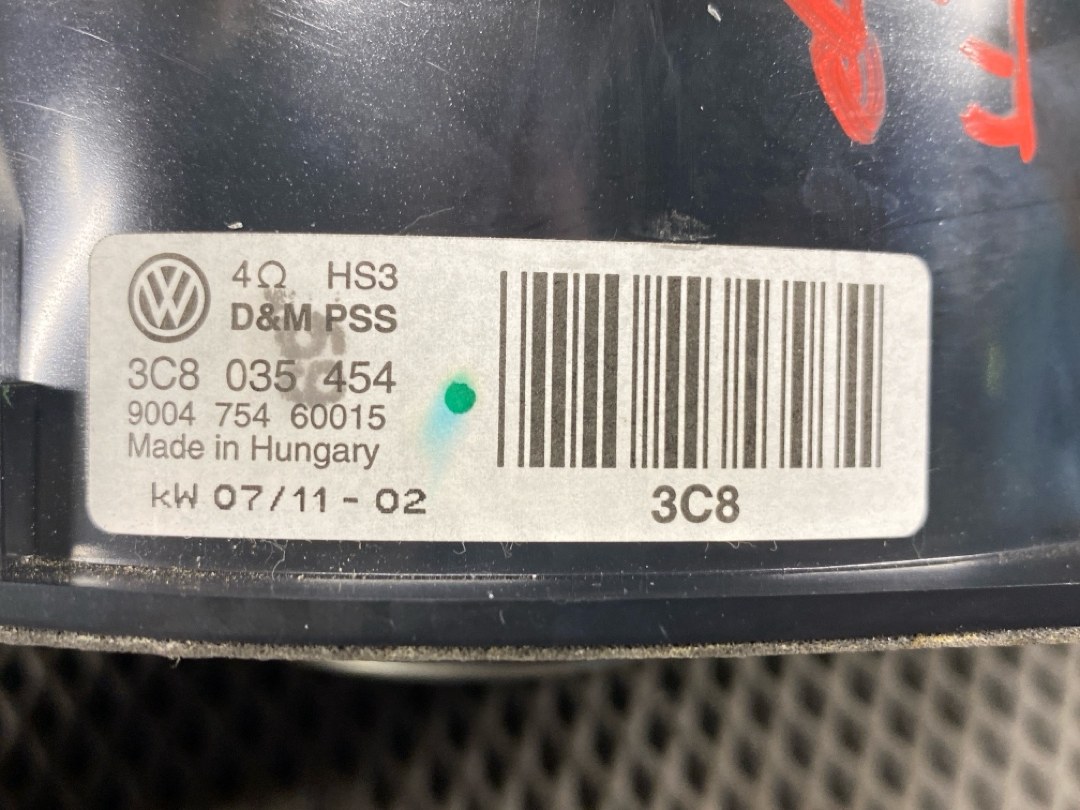 4Ω HS3
D&M PSS
3C8 035 454
9004 754 60015
Made in Hungary
kW 07/11-02
3C8